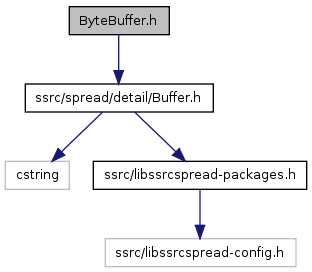 ByteBuffer.h
ssrc/spread/detail/Buffer.h
cstring
ssrc/libssrcspread-packages.h
ssrc/libssrcspread-config.h